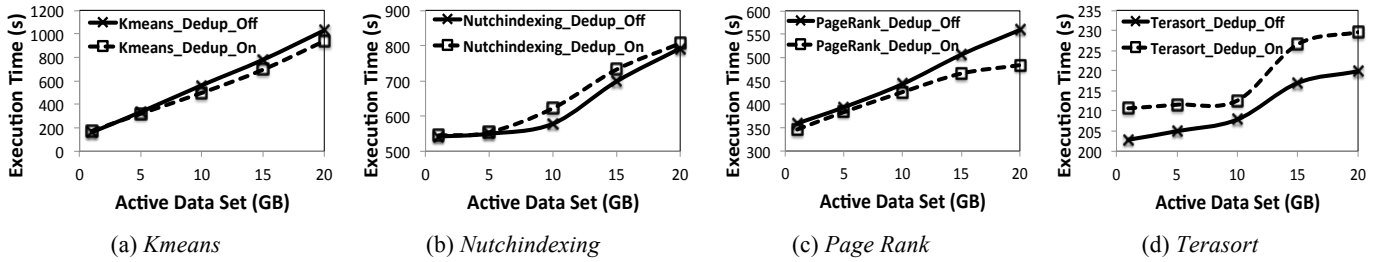 Execution Time (s)
1200
1000
800
600
400
200
0
Kmeans_Dedup_Off
Kmeans_Dedup_On
0 5 10 15 20
Active Data Set (GB)
(a) Kmeans
Execution Time (s)
900
800
700
600
500
Nutchindexing_Dedup_Off
Nutchindexing_Dedup_On
0 5 10 15 20
Active Data Set (GB)
(b) Nutchindexing
Execution Time (s)
600
550
500
450
400
350
300
PageRank_Dedup_Off
PageRank_Dedup_On
0 5 10 15 20
Active Data Set (GB)
(c) Page Rank
Execution Time (s)
235
230
225
220
215
210
205
200
Terasort_Dedup_Off
Terasort_Dedup_On
0 5 10 15 20
Active Data Set (GB)
(d) Terasort